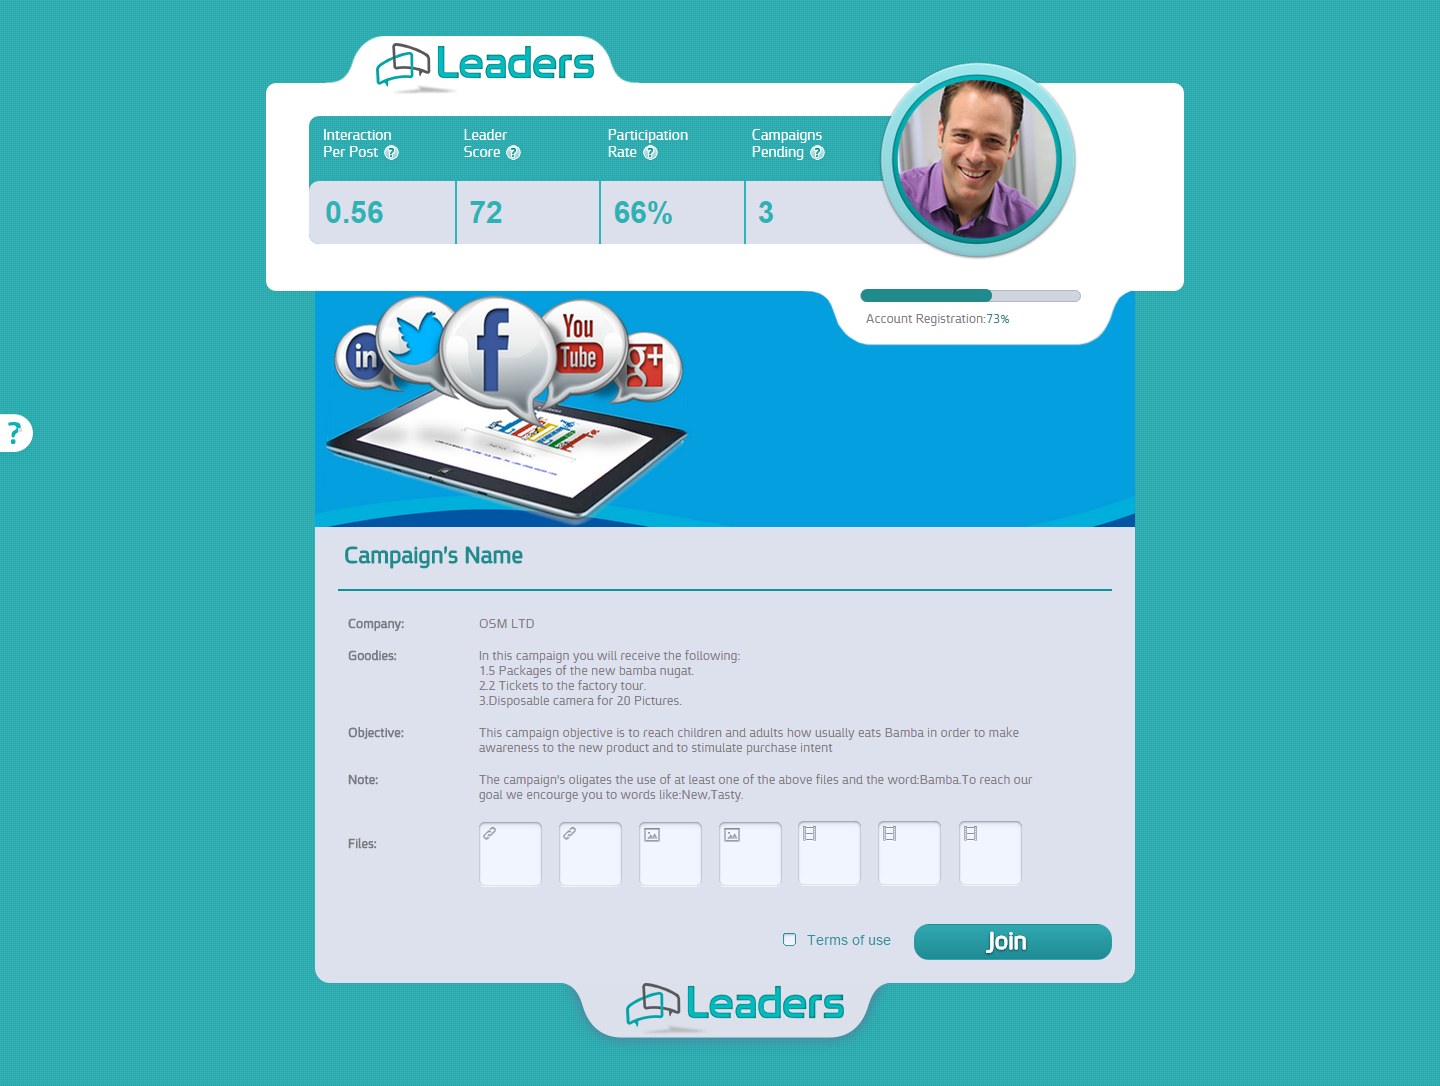 Leaders
Interaction
Per Post ?
Leader
Score ?
Participation
Rate ?
Campaigns
Pending ?
0.56
72
66%
3
Account Registration:73%
in
f
You
Tube
g+
?
Campaign's Name
Company:
OSM LTD
Goodies:
In this campaign you will receive the following:
1.5 Packages of the new bamba nugat.
2.2 Tickets to the factory tour.
3.Disposable camera for 20 Pictures.
Objective:
This campaign objective is to reach children and adults how usually eats Bamba in order to make
awareness to the new product and to stimulate purchase intent
Note:
The campaign's oligates the use of at least one of the above files and the word:Bamba.To reach our
goal we encourge you to words like:New,Tasty.
Files:
Terms of use
Join
Leaders